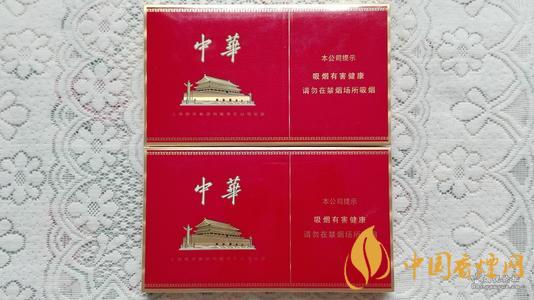 中華
本公司提示
吸烟有害健康
请勿在禁烟场所吸烟
中華
本公司提示
吸烟有害健康
请勿在禁烟场所
中国香烟网